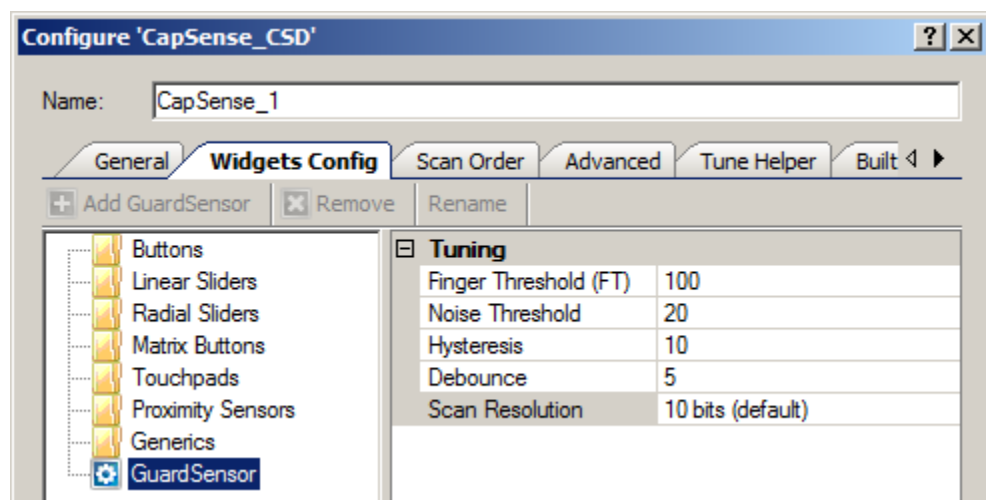 Configure 'CapSense_CSD'
Name: CapSense_1
General Widgets Config Scan Order Advanced Tune Helper Built
Add GuardSensor Remove Rename
Buttons
Linear Sliders
Radial Sliders
Matrix Buttons
Touchpads
Proximity Sensors
Generics
GuardSensor
Tuning
Finger Threshold (FT) 100
Noise Threshold 20
Hysteresis 10
Debounce 5
Scan Resolution 10 bits (default)